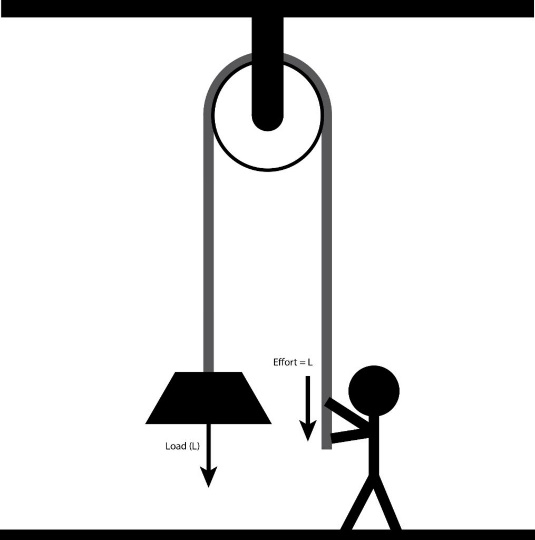 Effort = L
Load (L)